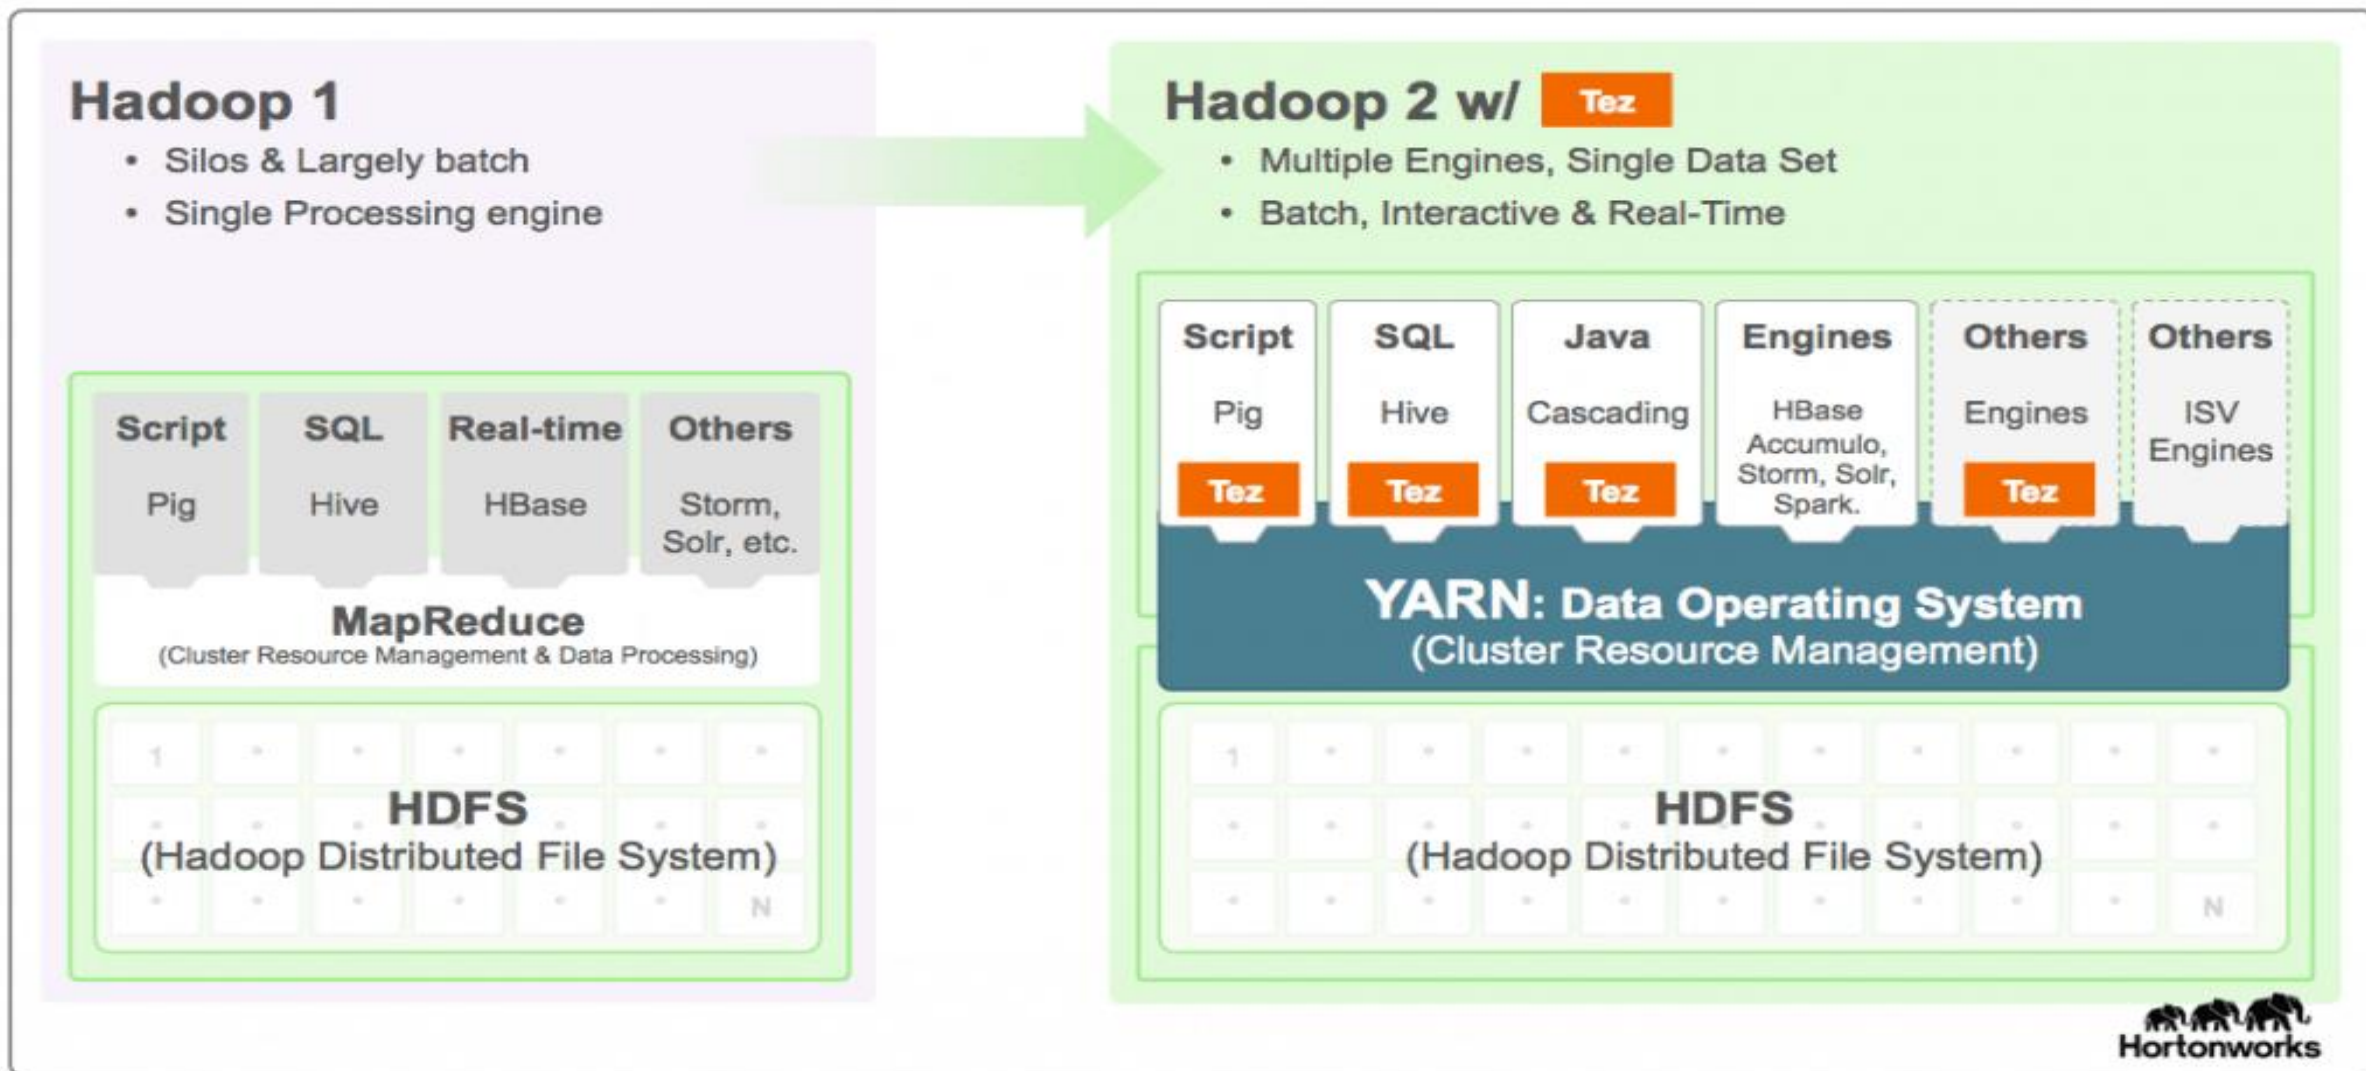 Hadoop 1
• Silos & Largely batch
• Single Processing engine
Script
Pig
SQL
Hive
Real-time
HBase
Others
Storm,
Solr, etc.
MapReduce
(Cluster Resource Management & Data Processing)
1
HDFS
(Hadoop Distributed File System)
N
Hadoop 2 w/ Tez
• Multiple Engines, Single Data Set
• Batch, Interactive & Real-Time
Script
Pig
Tez
SQL
Hive
Tez
Java
Cascading
Tez
Engines
HBase
Accumulo,
Storm, Solr,
Spark.
Others
Engines
Tez
Others
ISV
Engines
YARN: Data Operating System
(Cluster Resource Management)
1
HDFS
(Hadoop Distributed File System)
N
Hortonworks